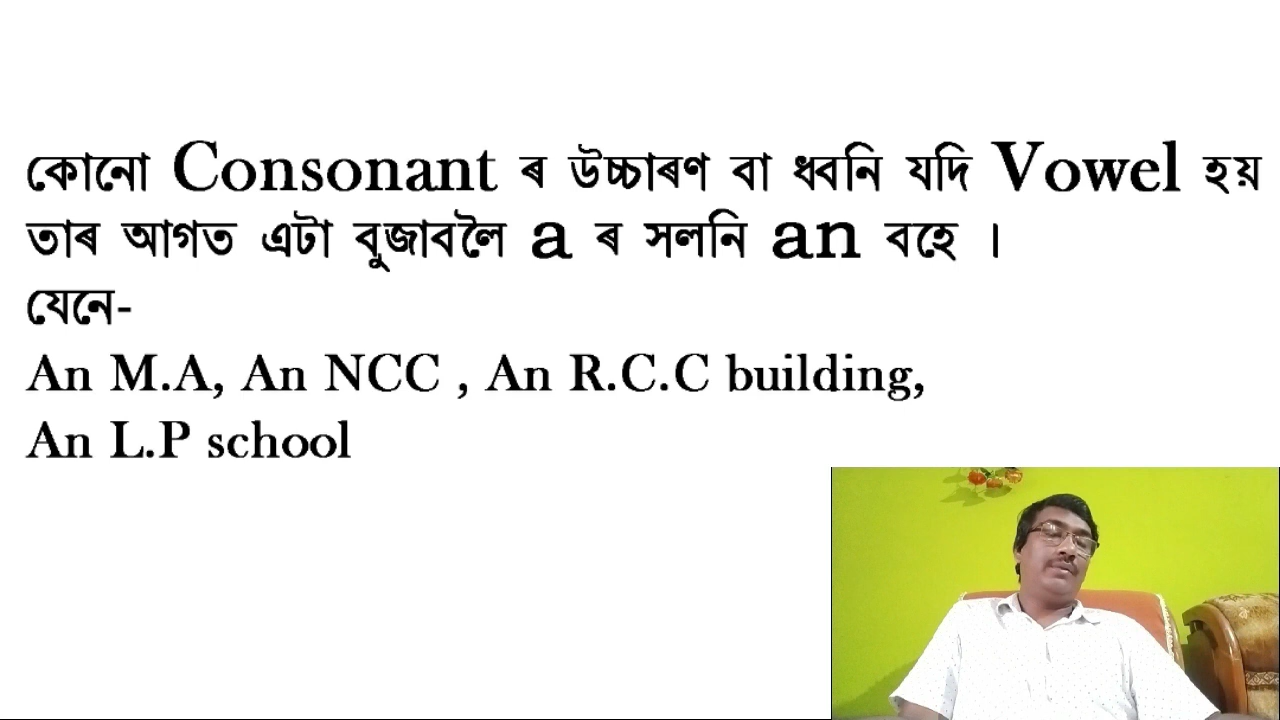 কোনো Consonant ৰ উচ্চাৰণ বা ধ্বনি যদি Vowel হয়
তাৰ আগত এটা বুজাবলৈ a ৰ সলনি an বহে ।
যেনে-
An M.A, An NCC , An R.C.C building,
An L.P school